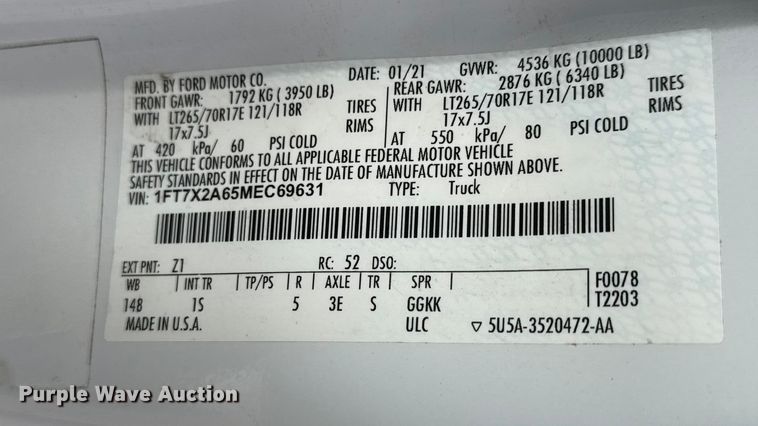 MFD. BY FORD MOTOR CO. DATE: 01/21 GVWR: 4536 KG (10000 LB)
FRONT GAWR: 1792 KG ( 3950 LB) REAR GAWR: 2876 KG ( 6340 LB)
WITH LT265/70R17E 121/118R TIRES WITH LT265/70R17E 121/118R TIRES
17x7.5J RIMS 17x7.5J RIMS
AT 420 kPa/ 60 PSI COLD AT 550 kPa/ 80 PSI COLD
THIS VEHICLE CONFORMS TO ALL APPLICABLE FEDERAL MOTOR VEHICLE
SAFETY STANDARDS IN EFFECT ON THE DATE OF MANUFACTURE SHOWN ABOVE.
VIN: 1FT7X2A65MEC69631 TYPE: Truck
EXT PNT: Z1 RC: 52 DSO:
WB INT TR TP/PS R AXLE TR SPR F0078
148 1S 5 3E S GGKK T2203
MADE IN U.S.A. ULC ▽ 5U5A-3520472-AA
Purple Wave Auction